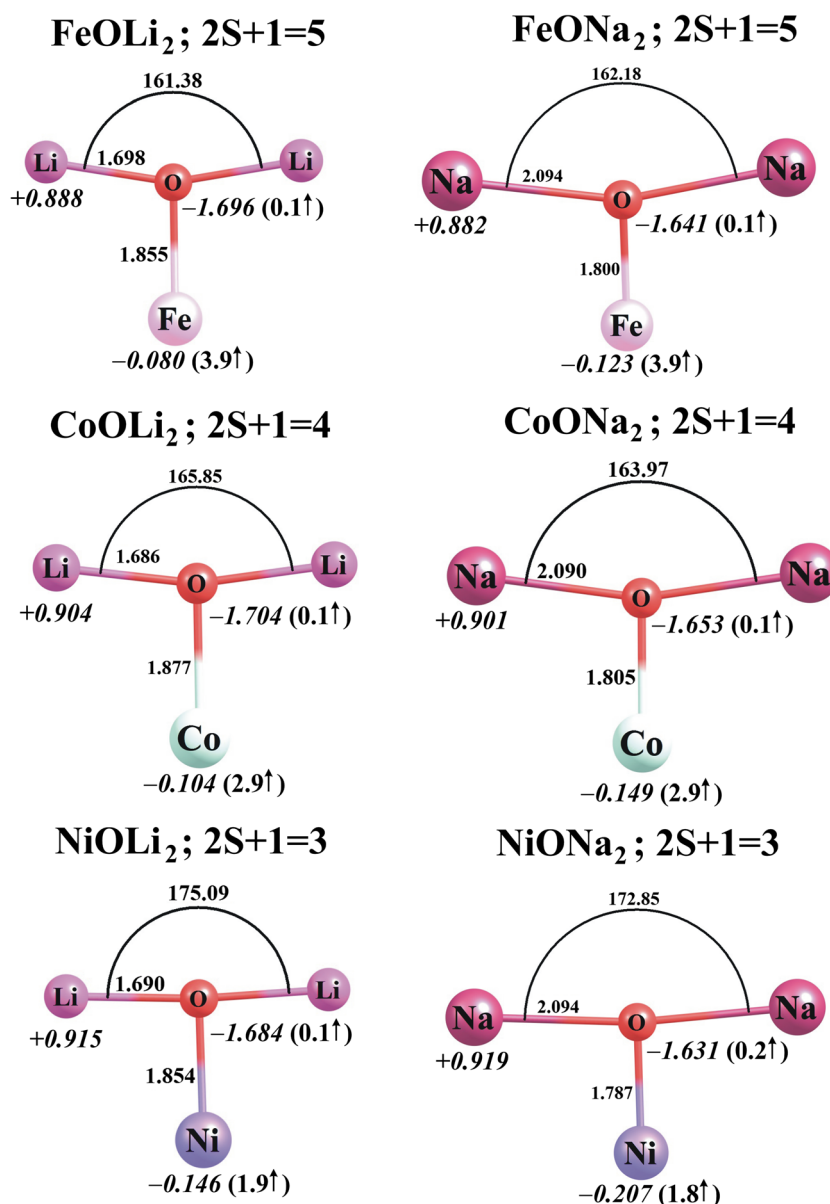 FeOLi2 ; 2S+1=5
161.38
Li
1.698
O
Li
+0.888
−1.696 (0.1↑)
1.855
Fe
−0.080 (3.9↑)
FeONa2 ; 2S+1=5
162.18
Na
2.094
O
Na
+0.882
−1.641 (0.1↑)
1.800
Fe
−0.123 (3.9↑)
CoOLi2 ; 2S+1=4
165.85
Li
1.686
O
Li
+0.904
−1.704 (0.1↑)
1.877
Co
−0.104 (2.9↑)
CoONa2 ; 2S+1=4
163.97
Na
2.090
O
Na
+0.901
−1.653 (0.1↑)
1.805
Co
−0.149 (2.9↑)
NiOLi2 ; 2S+1=3
175.09
Li
1.690
O
Li
+0.915
−1.684 (0.1↑)
1.854
Ni
−0.146 (1.9↑)
NiONa2 ; 2S+1=3
172.85
Na
2.094
O
Na
+0.919
−1.631 (0.2↑)
1.787
Ni
−0.207 (1.8↑)